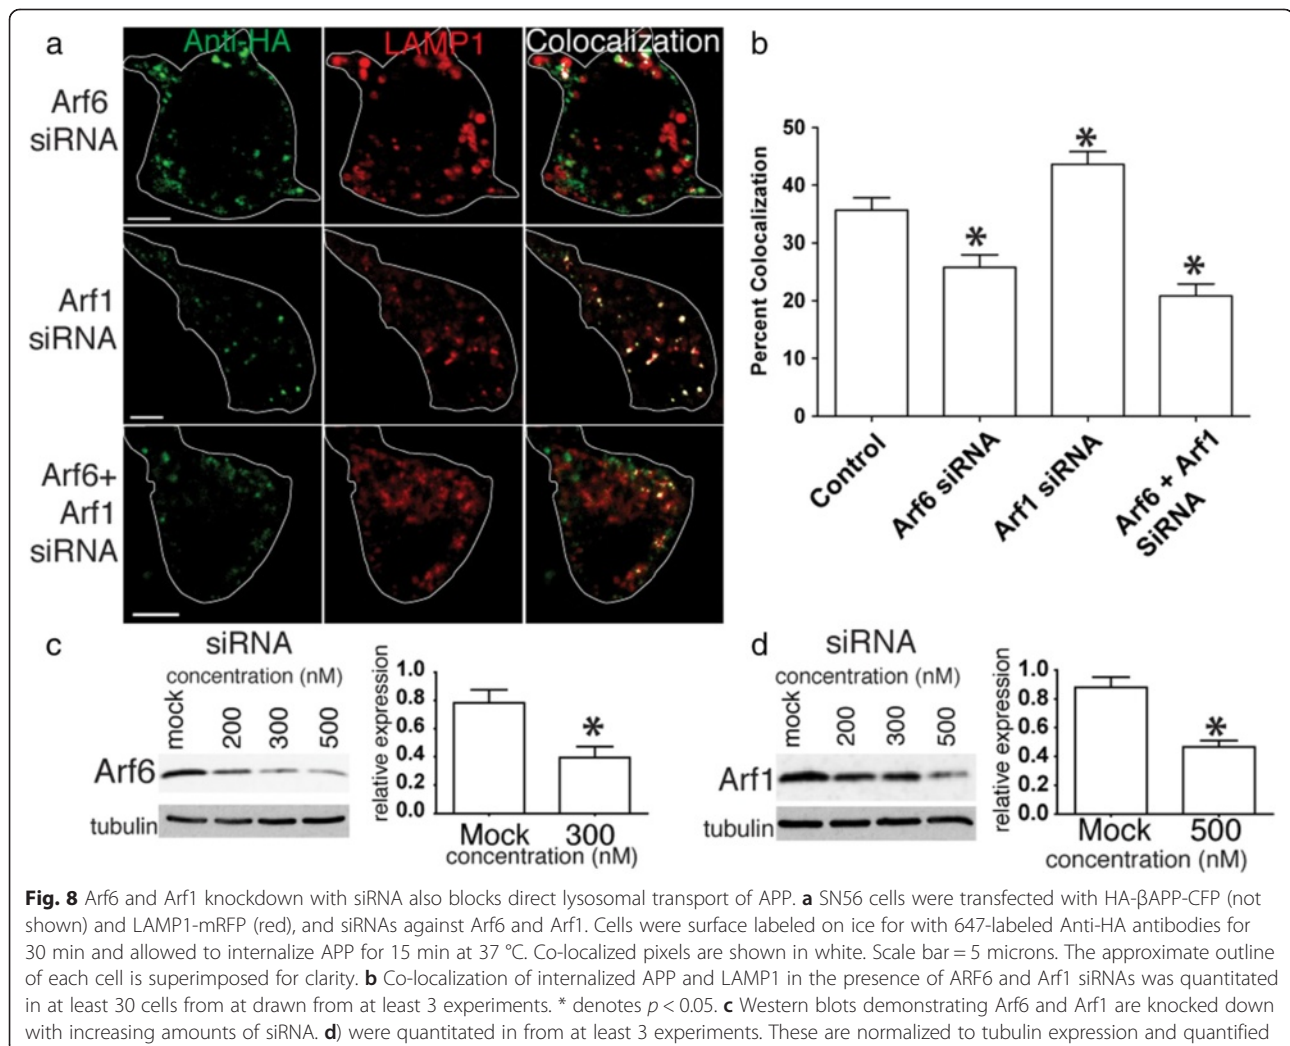 a
Anti-HA
LAMP1
Colocalization
Arf6
siRNA
Arf1
siRNA
Arf6+
Arf1
siRNA
b
Percent Colocalization
50
40
30
20
10
0
*
*
*
Control
Arf6 siRNA
Arf1 siRNA
Arf6 + Arf1
SiRNA
c
siRNA
concentration (nM)
mock
200
300
500
Arf6
tubulin
relative expression
1.0
0.8
0.6
0.4
0.2
0.0
*
Mock
300
concentration (nM)
d
siRNA
concentration (nM)
mock
200
300
500
Arf1
tubulin
relative expression
1.0
0.8
0.6
0.4
0.2
0.0
*
Mock
500
concentration (nM)
Fig. 8 Arf6 and Arf1 knockdown with siRNA also blocks direct lysosomal transport of APP. a SN56 cells were transfected with HA-βAPP-CFP (not
shown) and LAMP1-mRFP (red), and siRNAs against Arf6 and Arf1. Cells were surface labeled on ice for with 647-labeled Anti-HA antibodies for
30 min and allowed to internalize APP for 15 min at 37 °C. Co-localized pixels are shown in white. Scale bar = 5 microns. The approximate outline
of each cell is superimposed for clarity. b Co-localization of internalized APP and LAMP1 in the presence of ARF6 and Arf1 siRNAs was quantitated
in at least 30 cells from at drawn from at least 3 experiments. * denotes p < 0.05. c Western blots demonstrating Arf6 and Arf1 are knocked down
with increasing amounts of siRNA. d) were quantitated in from at least 3 experiments. These are normalized to tubulin expression and quantified